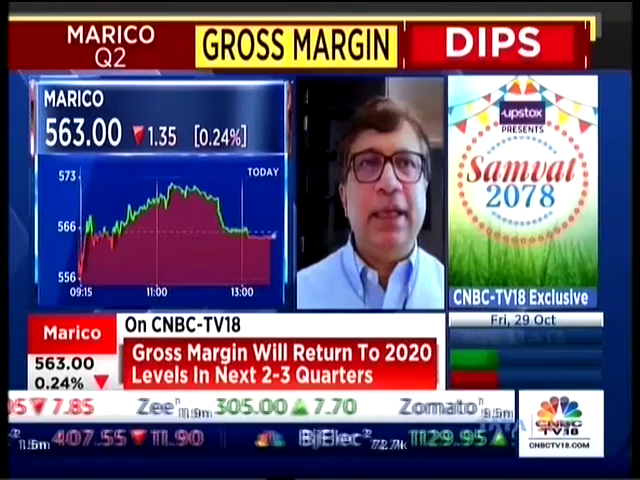 MARICO
Q2
GROSS MARGIN
DIPS
MARICO
563.00 ▼ 1.35 [0.24%]
TODAY
573
566
556
09:15 11:00 13:00
upstox
PRESENTS
Samvat
2078
CNBC-TV18 Exclusive
Fri, 29 Oct
Marico
563.00
0.24% ▼
On CNBC-TV18
Gross Margin Will Return To 2020
Levels In Next 2-3 Quarters
▼ 7.85 Zee 305.00 ▲ 7.70 Zomato
407.55 ▼ 11.90 BjElec 1129.95 ▲
CNBC
TV18
CNBCTV18.COM